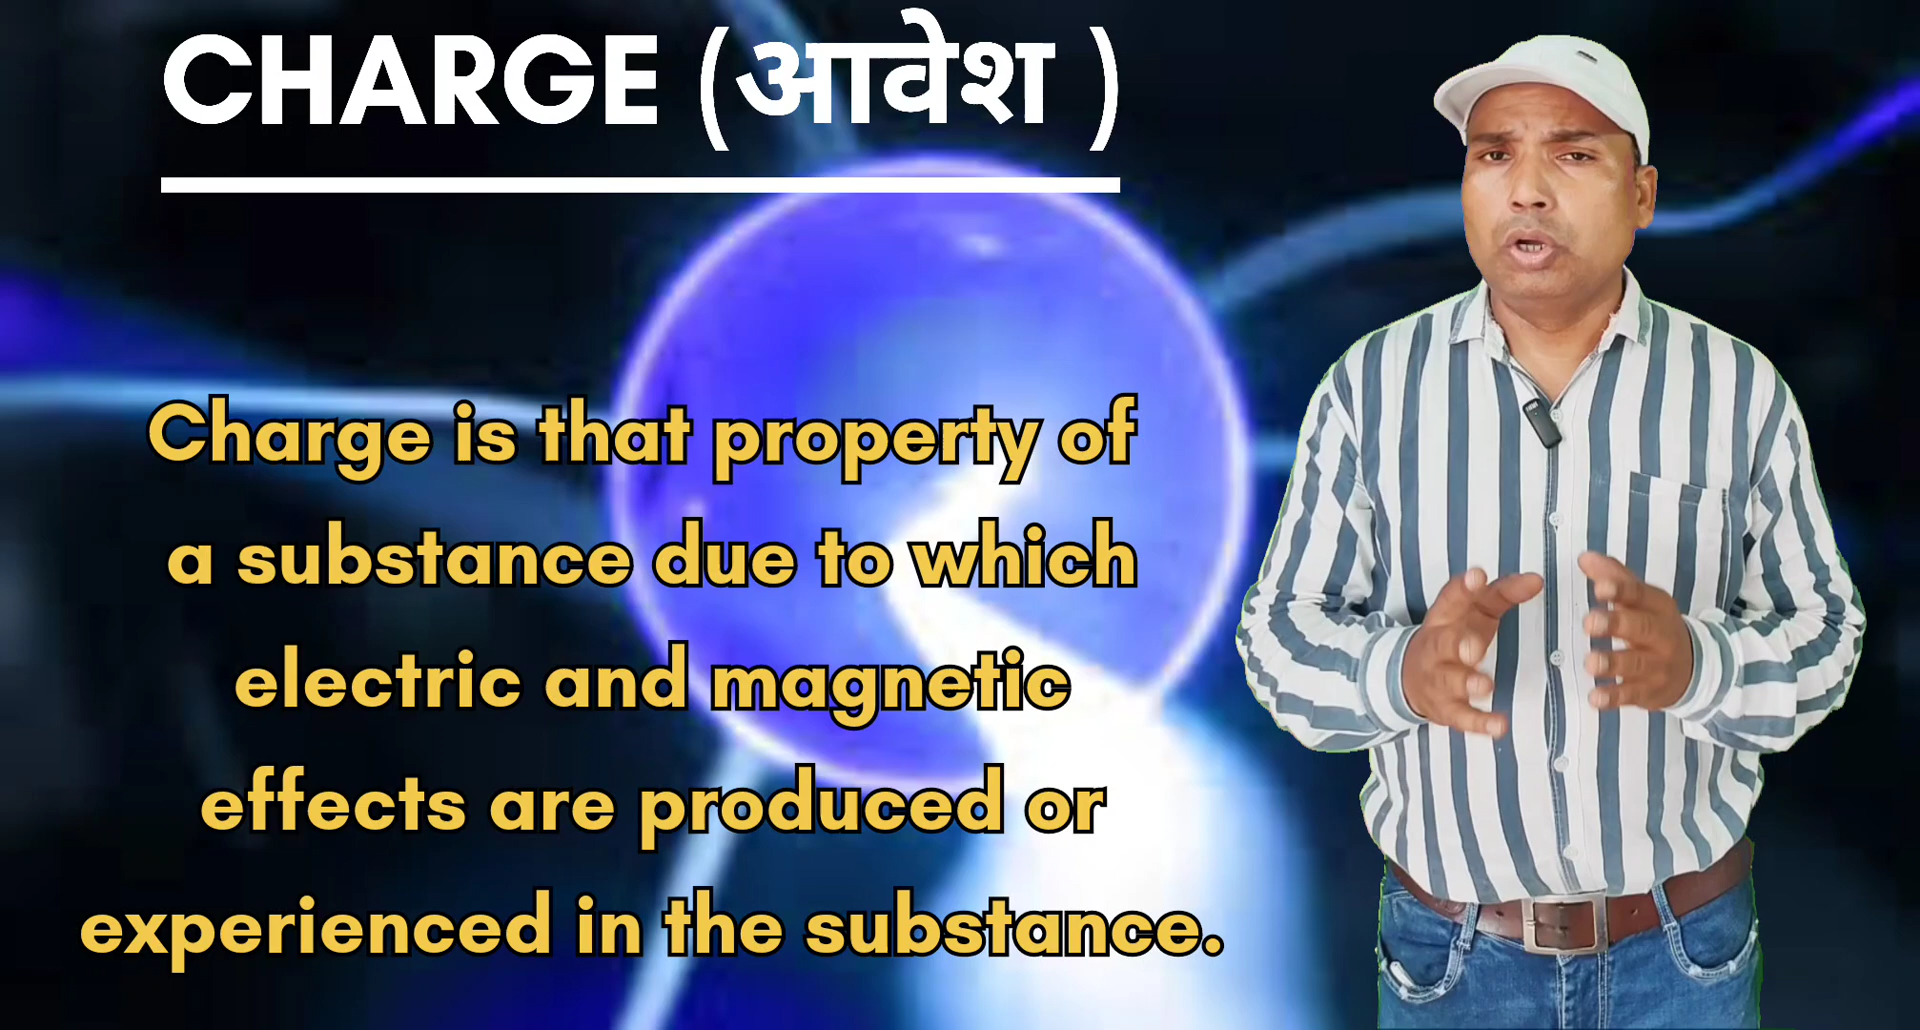 CHARGE (आवेश )
Charge is that property of
a substance due to which
electric and magnetic
effects are produced or
experienced in the substance.